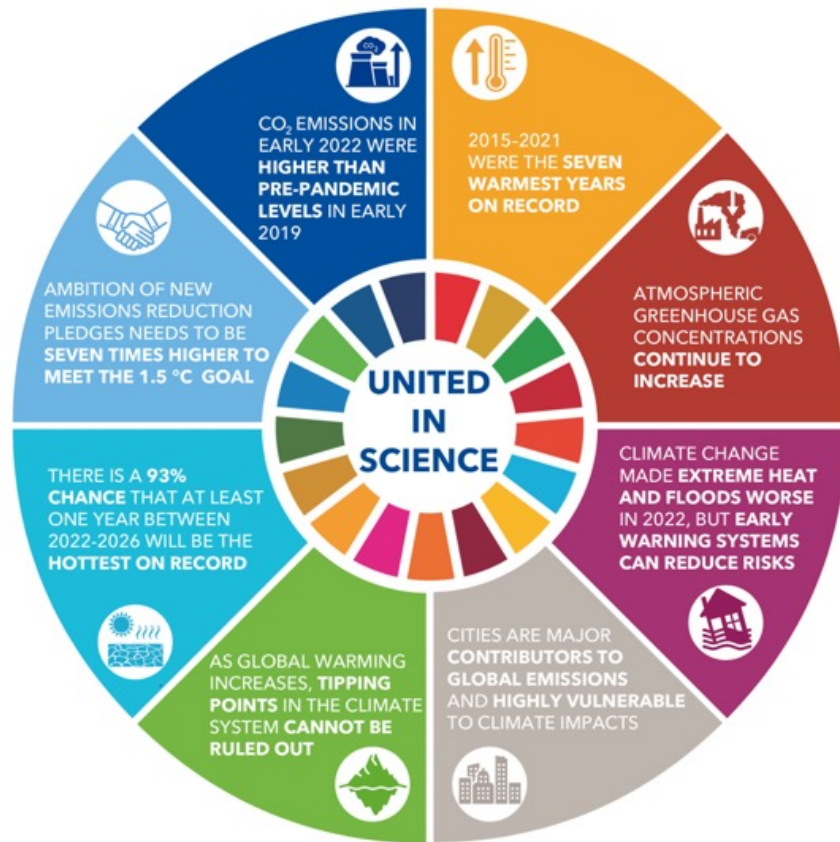 CO₂ EMISSIONS IN
EARLY 2022 WERE
HIGHER THAN
PRE-PANDEMIC
LEVELS IN EARLY
2019
2015-2021
WERE THE SEVEN
WARMEST YEARS
ON RECORD
ATMOSPHERIC
GREENHOUSE GAS
CONCENTRATIONS
CONTINUE TO
INCREASE
CLIMATE CHANGE
MADE EXTREME HEAT
AND FLOODS WORSE
IN 2022, BUT EARLY
WARNING SYSTEMS
CAN REDUCE RISKS
CITIES ARE MAJOR
CONTRIBUTORS TO
GLOBAL EMISSIONS
AND HIGHLY VULNERABLE
TO CLIMATE IMPACTS
AS GLOBAL WARMING
INCREASES, TIPPING
POINTS IN THE CLIMATE
SYSTEM CANNOT BE
RULED OUT
THERE IS A 93%
CHANCE THAT AT LEAST
ONE YEAR BETWEEN
2022-2026 WILL BE THE
HOTTEST ON RECORD
AMBITION OF NEW
EMISSIONS REDUCTION
PLEDGES NEEDS TO BE
SEVEN TIMES HIGHER TO
MEET THE 1.5 °C GOAL
UNITED
IN
SCIENCE
CO₂